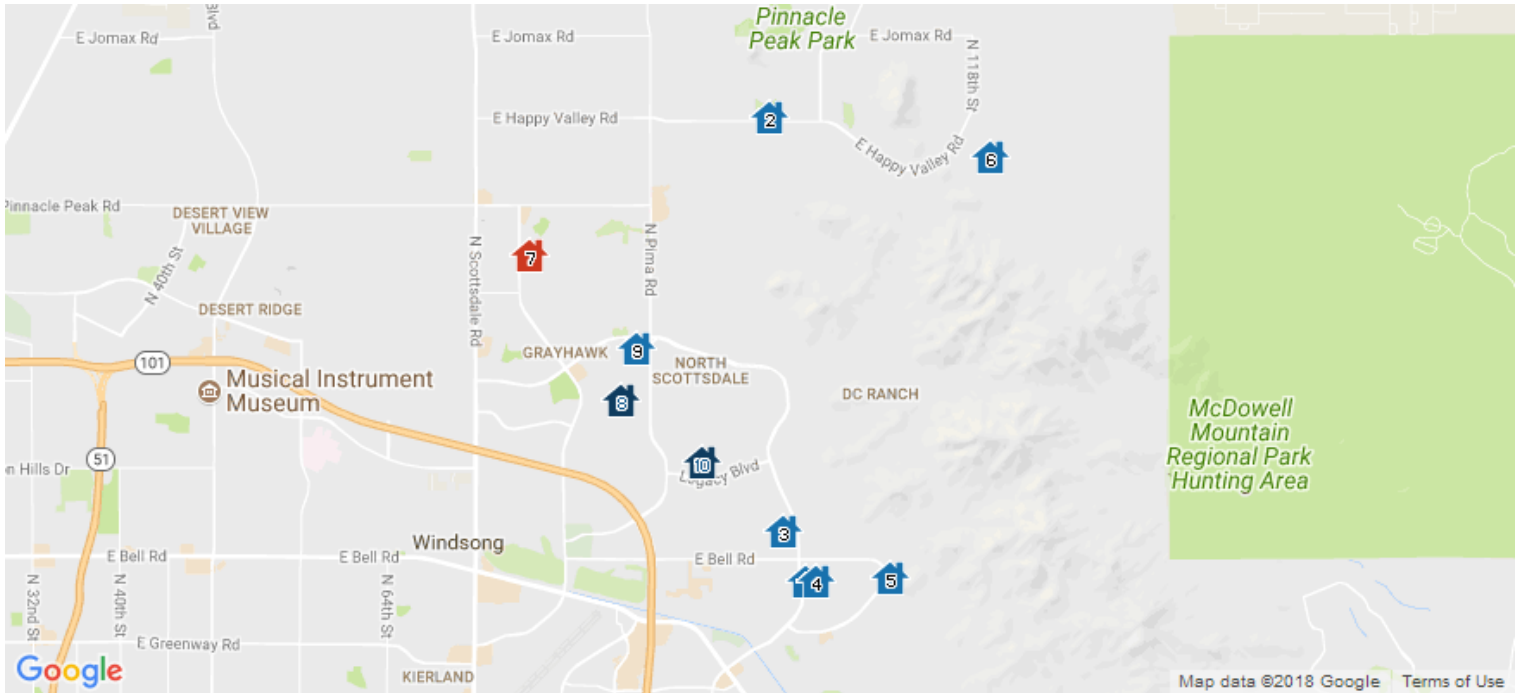 Blvd
Pinnacle
Peak Park
E Jomax Rd
E Jomax Rd
E Jomax Rd
N 118th St
E Happy Valley Rd
2
E Happy Valley Rd
6
Pinnacle Peak Rd
DESERT VIEW
VILLAGE
N 40th St
N Scottsdale Rd
N Pima Rd
7
DESERT RIDGE
101
GRAYHAWK
9
NORTH
SCOTTSDALE
Musical Instrument
Museum
8
DC RANCH
McDowell
Mountain
Regional Park
Hunting Area
51
on Hills Dr
10
Legacy Blvd
3
Windsong
E Bell Rd
E Bell Rd
E Bell Rd
4
5
N 32nd St
N 40th St
N 64th St
E Greenway Rd
KIERLAND
Google
Map data ©2018 Google
Terms of Use